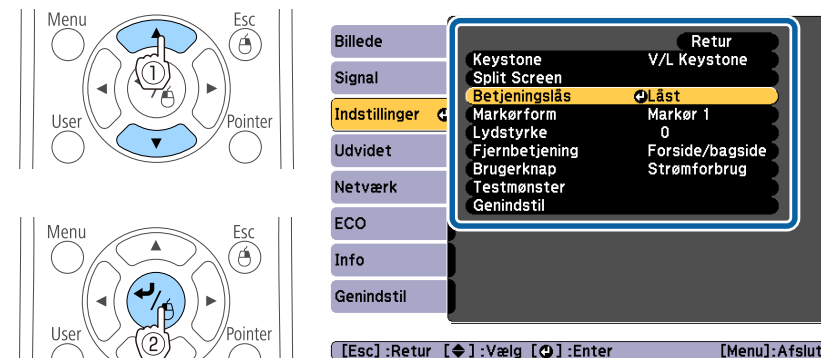 Menu
Esc
1
User
Pointer
Menu
Esc
User
Pointer
2
Billede
Signal
Indstillinger
Udvidet
Netværk
ECO
Info
Genindstil
Retur
Keystone V/L Keystone
Split Screen
Betjeningslås Låst
Markørform Markør 1
Lydstyrke 0
Fjernbetjening Forside/bagside
Brugerknap Strømforbrug
Testmønster
Genindstil
[Esc] :Retur [◆] :Vælg [⏎] :Enter [Menu]:Afslut